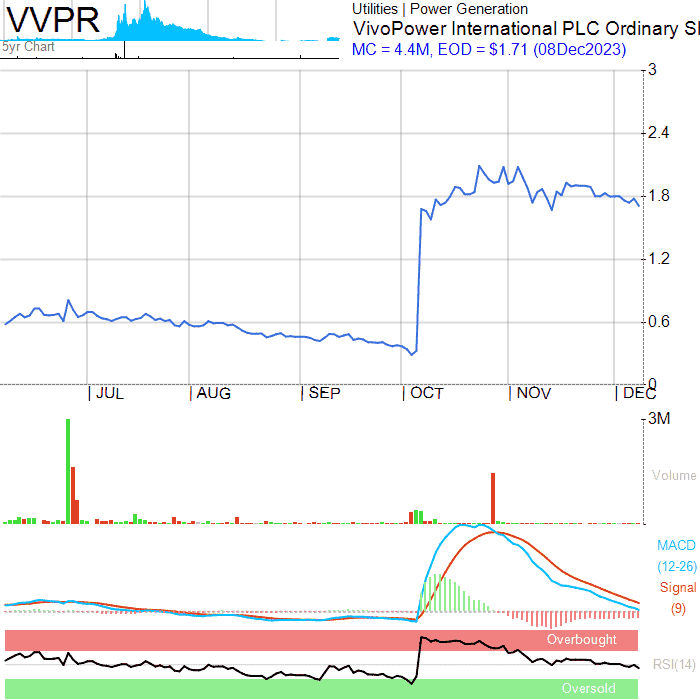 VVPR
5yr Chart
Utilities | Power Generation
VivoPower International PLC Ordinary Sl
MC = 4.4M, EOD = $1.71 (08Dec2023)
3
2.4
1.8
1.2
0.6
0
JUL AUG SEP OCT NOV DEC
3M
Volume
MACD
(12-26)
Signal
(9)
Overbought
RSI(14)
Oversold